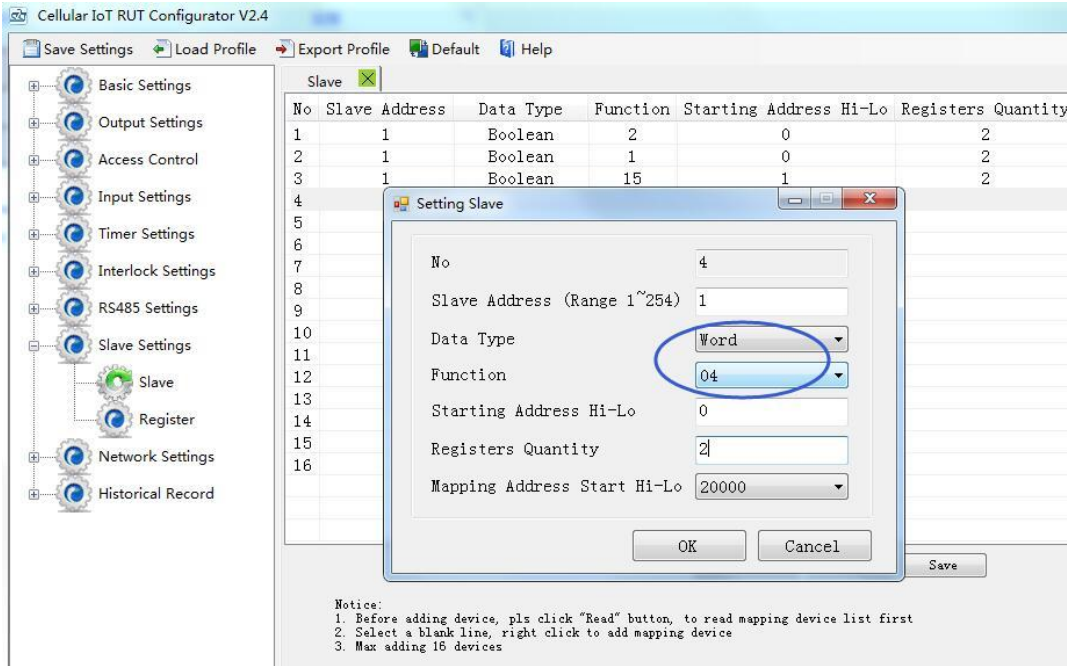 Cellular IoT RUT Configurator V2.4
Save Settings Load Profile Export Profile Default Help
Basic Settings
Output Settings
Access Control
Input Settings
Timer Settings
Interlock Settings
RS485 Settings
Slave Settings
Slave
Register
Network Settings
Historical Record
Slave
No Slave Address Data Type Function Starting Address Hi-Lo Registers Quantity
1 1 Boolean 2 0 2
2 1 Boolean 1 0 2
3 1 Boolean 15 1 2
4
5
6
7
8
9
10
11
12
13
14
15
16
Setting Slave
No 4
Slave Address (Range 1~254) 1
Data Type Word
Function 04
Starting Address Hi-Lo 0
Registers Quantity 2
Mapping Address Start Hi-Lo 20000
OK Cancel
Save
Notice:
1. Before adding device, pls click "Read" button, to read mapping device list first
2. Select a blank line, right click to add mapping device
3. Max adding 16 devices